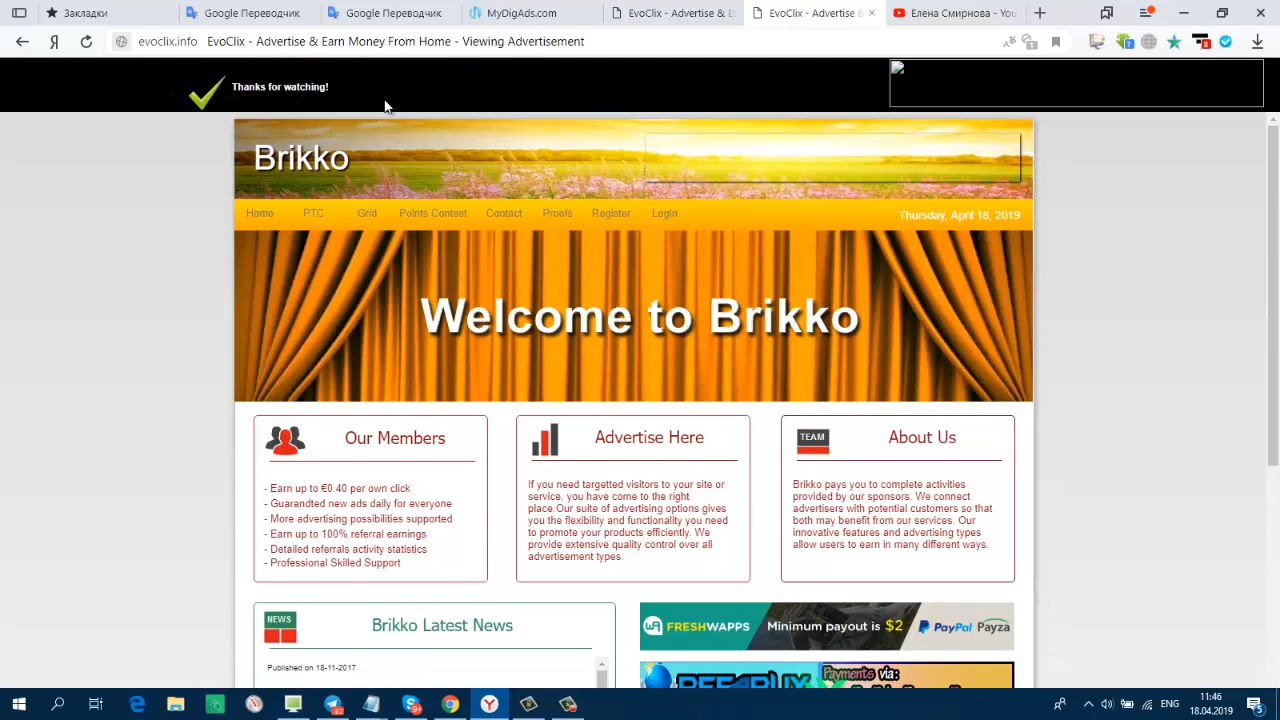 Закладки
Google Переводчик
Google Переводчик
MyDigAds.com
EvoClix - Advertise & E
EvoClix - Advertise &
Елена Смирнова - You
Я
evoclix.info
EvoClix - Advertise & Earn Money From Home - Viewing Advertisement
7
8
Thanks for watching!
Brikko
Home
PTC
Grid
Points Contest
Contact
Proofs
Register
Login
Thursday, April 18, 2019
Welcome to Brikko
Our Members
- Earn up to €0.40 per own click
- Guarandted new ads daily for everyone
- More advertising possibilities supported
- Earn up to 100% referral earnings
- Detailed referrals activity statistics
- Professional Skilled Support
Advertise Here
If you need targetted visitors to your site or
service, you have come to the right
place.Our suite of advertising options gives
you the flexibility and functionality you need
to promote your products efficiently. We
provide extensive quality control over all
advertisement types.
TEAM
About Us
Brikko pays you to complete activities
provided by our sponsors. We connect
advertisers with potential customers so that
both may benefit from our services. Our
innovative features and advertising types
allow users to earn in many different ways.
NEWS
Brikko Latest News
Published on 18-11-2017
FRESHWAPPS
Minimum payout is $2
PayPal
Payza
Payments via:
ENG
11:46
18.04.2019